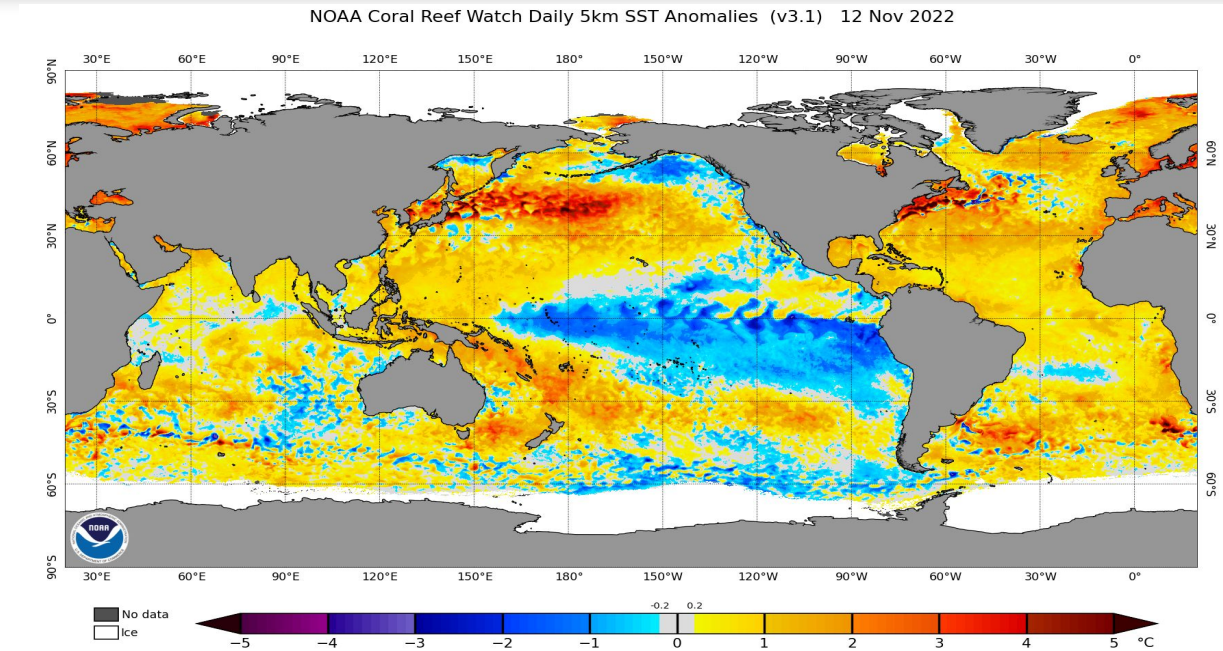 NOAA Coral Reef Watch Daily 5km SST Anomalies (v3.1) 12 Nov 2022
30°E 60°E 90°E 120°E 150°E 180° 150°W 120°W 90°W 60°W 30°W 0°
90°N
60°N 60°N
30°N 30°N
0° 0°
30°S 30°S
60°S 60°S
90°S
NOAA
30°E 60°E 90°E 120°E 150°E 180° 150°W 120°W 90°W 60°W 30°W 0°
-0.2 0.2
No data
Ice
−5 −4 −3 −2 −1 0 1 2 3 4 5 °C